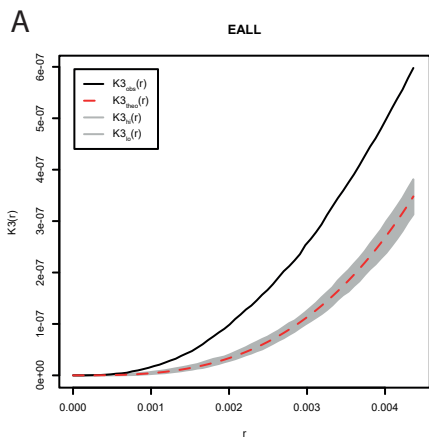 A
EALL
K3obs(r)
K3theo(r)
K3hi(r)
K3lo(r)
6e-07
5e-07
4e-07
3e-07
2e-07
1e-07
0e+00
K3(r)
0.000 0.001 0.002 0.003 0.004
r